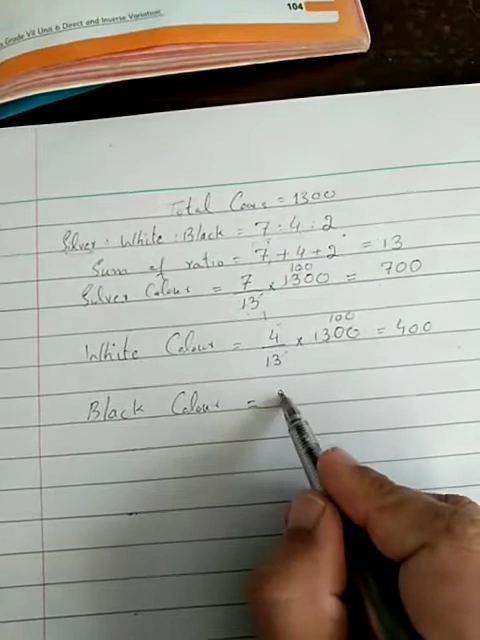 Grade VII Unit 6 Direct and Inverse Variation
104
Total Cars = 1300
Silver : White : Black = 7 : 4 : 2
Sum of ratio = 7 + 4 + 2 = 13
Silver Colour = 7/13 × 1300 100 = 700
White Colour = 4/13 × 1300 100 = 400
Black Colour =